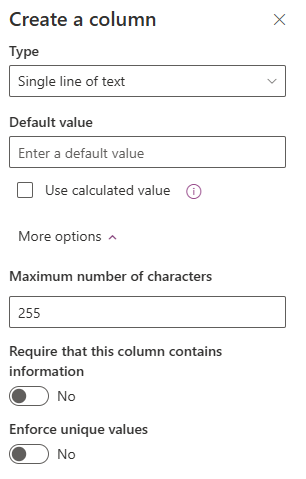 Create a column
Type
Single line of text
Default value
Enter a default value
Use calculated value
More options
Maximum number of characters
255
Require that this column contains
information
No
Enforce unique values
No